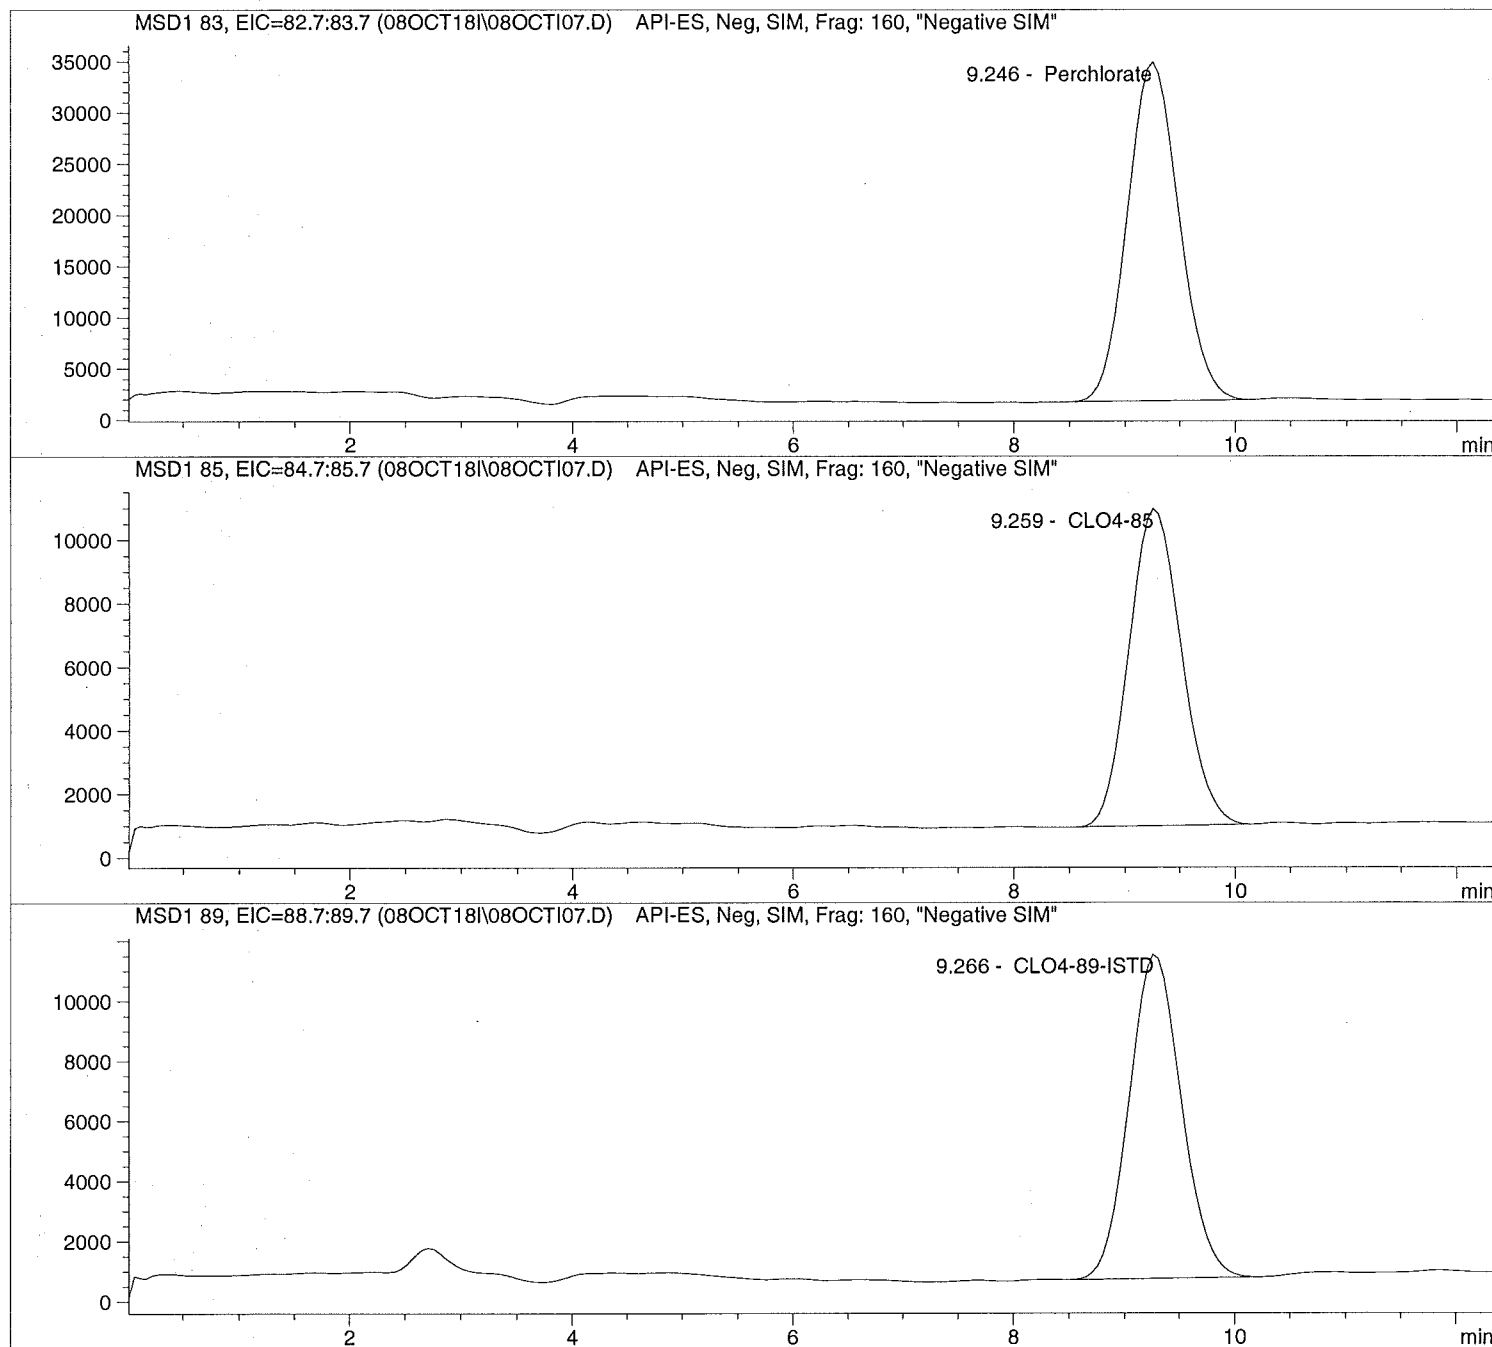 MSD1 83, EIC=82.7:83.7 (08OCT18I\08OCTI07.D) API-ES, Neg, SIM, Frag: 160, "Negative SIM"
35000
30000
25000
20000
15000
10000
5000
0
9.246 - Perchlorate
2 4 6 8 10 min
MSD1 85, EIC=84.7:85.7 (08OCT18I\08OCTI07.D) API-ES, Neg, SIM, Frag: 160, "Negative SIM"
10000
8000
6000
4000
2000
0
9.259 - CLO4-85
2 4 6 8 10 min
MSD1 89, EIC=88.7:89.7 (08OCT18I\08OCTI07.D) API-ES, Neg, SIM, Frag: 160, "Negative SIM"
10000
8000
6000
4000
2000
0
9.266 - CLO4-89-ISTD
2 4 6 8 10 min